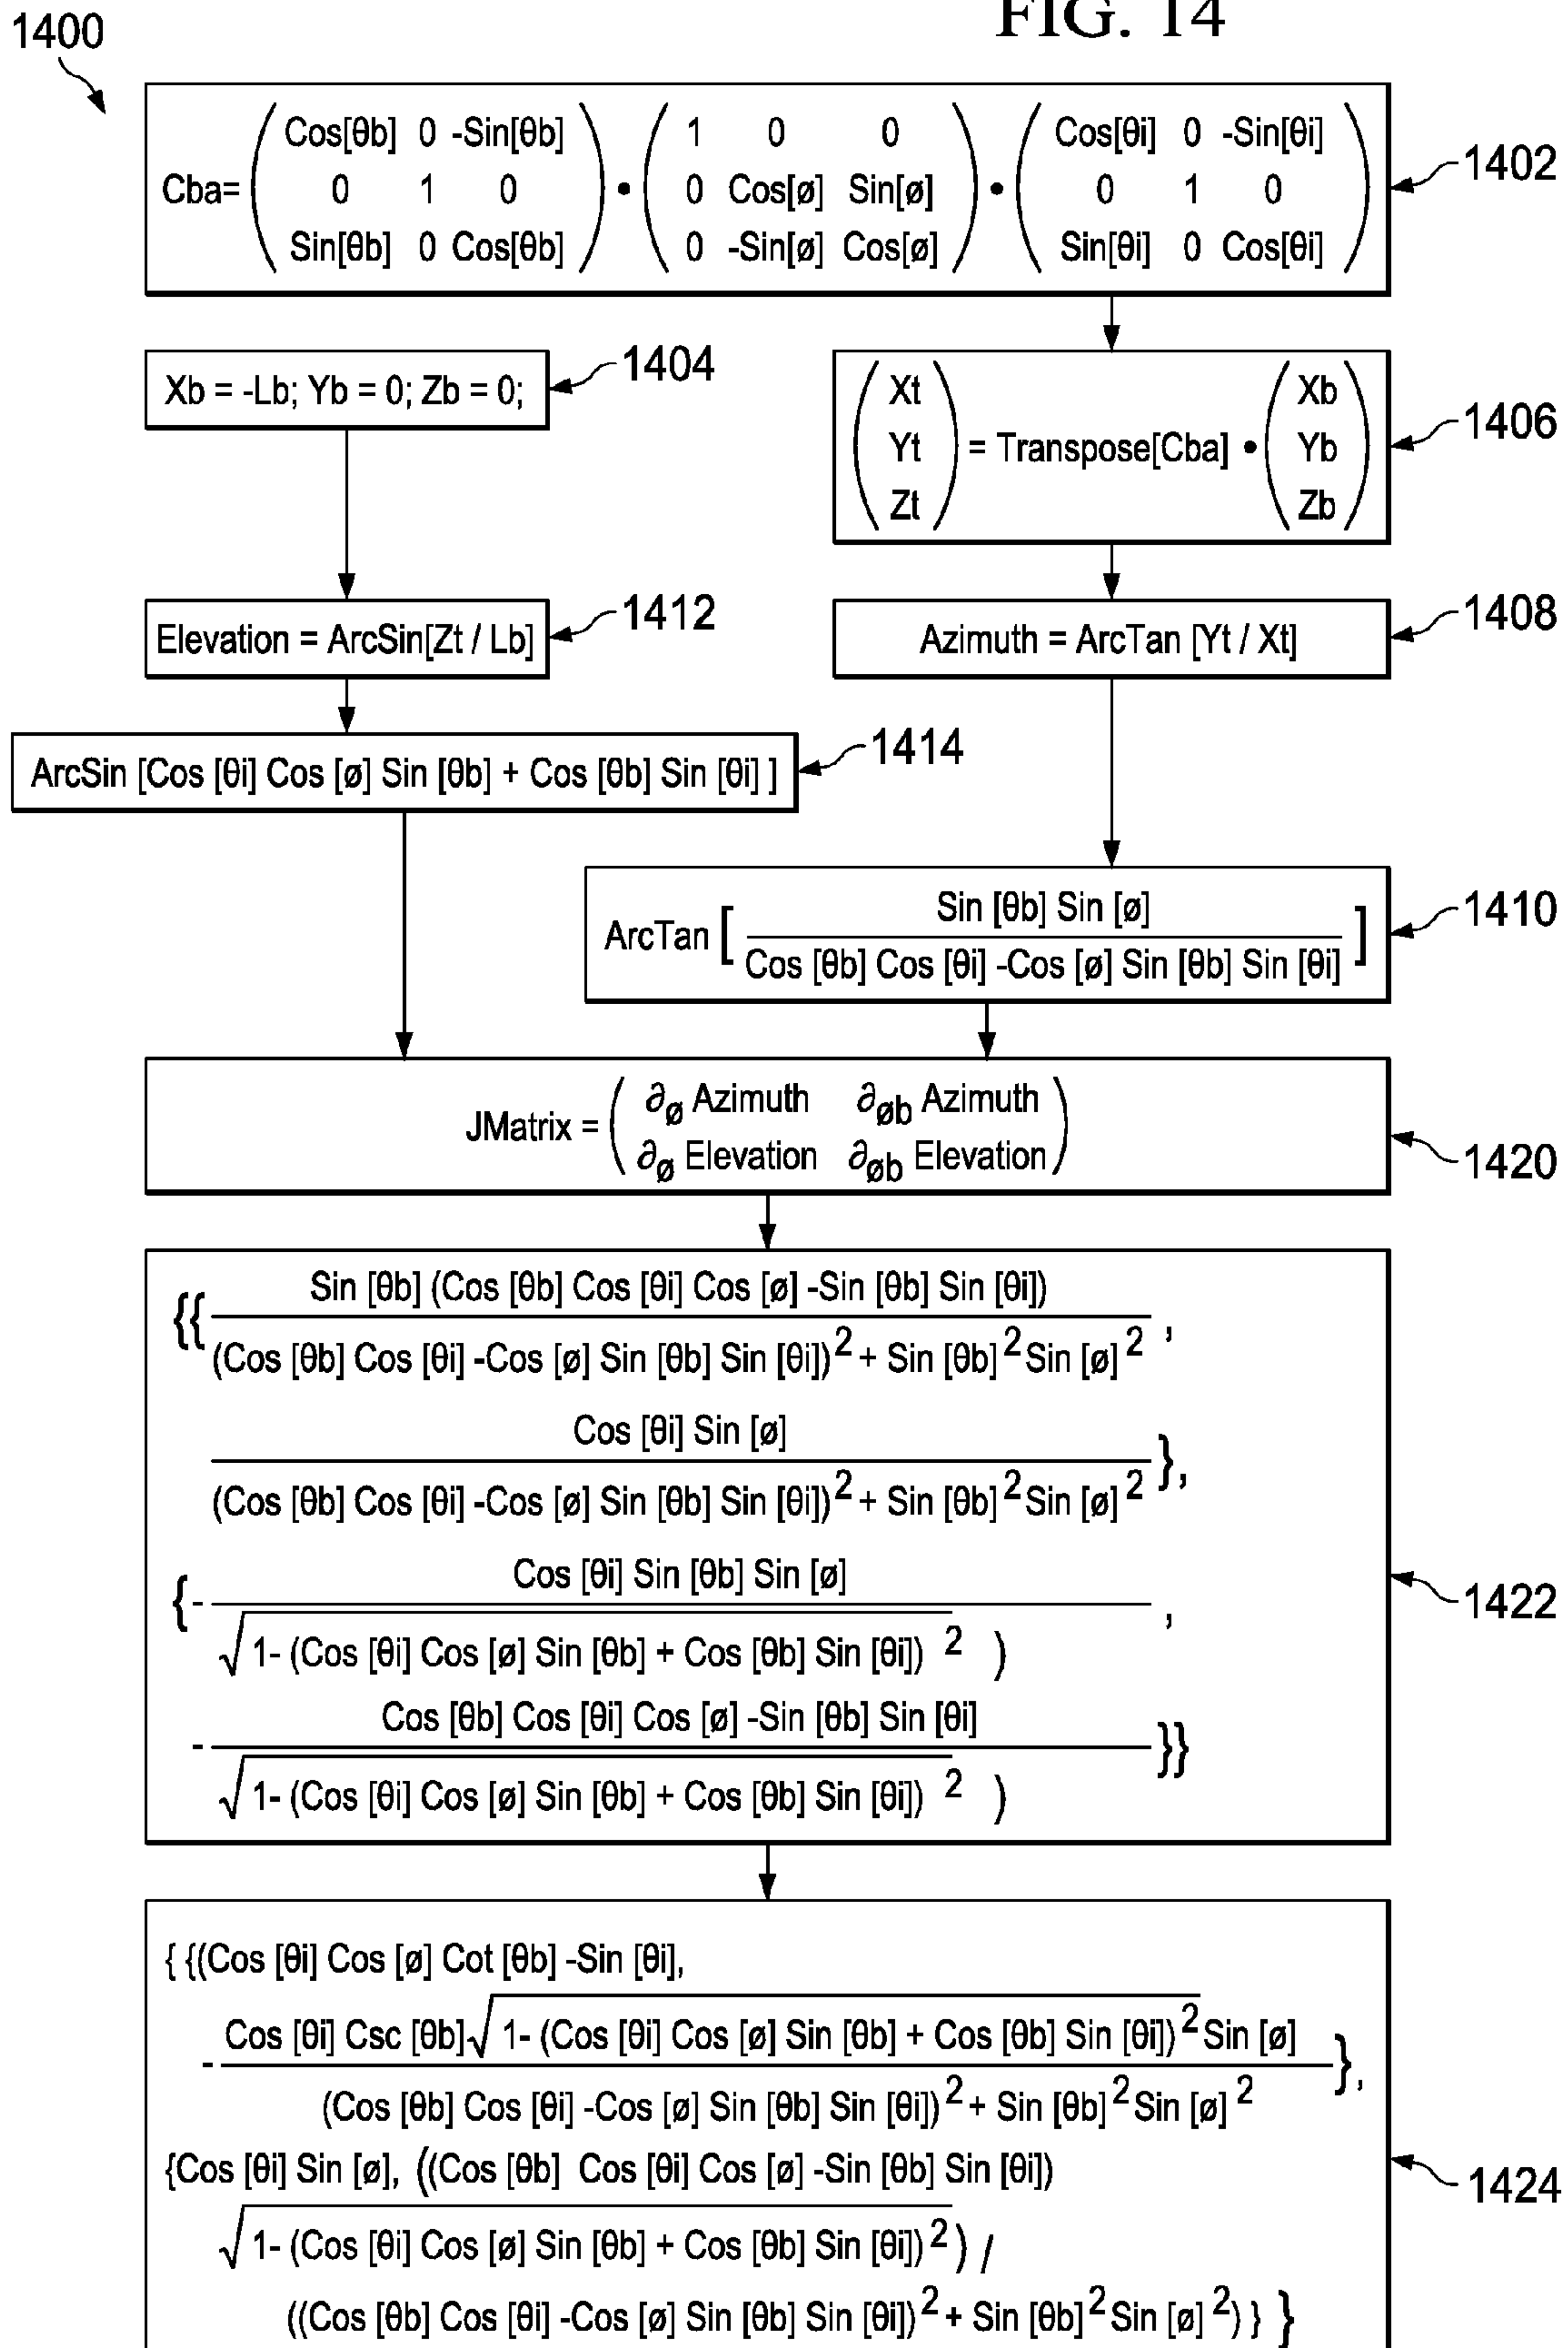 FIG. 14
1400
Cba= ( Cos[θb] 0 -Sin[θb] ) • ( 1 0 0 ) • ( Cos[θi] 0 -Sin[θi] )
0 1 0 0 Cos[ø] Sin[ø] 0 1 0
Sin[θb] 0 Cos[θb] 0 -Sin[ø] Cos[ø] Sin[θi] 0 Cos[θi]
1402
Xb = -Lb; Yb = 0; Zb = 0;
1404
( Xt ) ( Xb )
Yt = Transpose[Cba] • Yb
Zt Zb
1406
Elevation = ArcSin[Zt / Lb]
1412
Azimuth = ArcTan [Yt / Xt]
1408
ArcSin [Cos [θi] Cos [ø] Sin [θb] + Cos [θb] Sin [θi] ]
1414
Sin [θb] Sin [ø]
ArcTan [ ]
Cos [θb] Cos [θi] -Cos [ø] Sin [θb] Sin [θi]
1410
JMatrix = ( ∂ø Azimuth ∂øb Azimuth )
∂ø Elevation ∂øb Elevation
1420
Sin [θb] (Cos [θb] Cos [θi] Cos [ø] -Sin [θb] Sin [θi])
{{ ,
(Cos [θb] Cos [θi] -Cos [ø] Sin [θb] Sin [θi])2 + Sin [θb]2 Sin [ø] 2
Cos [θi] Sin [ø]
},
(Cos [θb] Cos [θi] -Cos [ø] Sin [θb] Sin [θi])2 + Sin [θb]2 Sin [ø] 2
Cos [θi] Sin [θb] Sin [ø]
{- ,
√ 1- (Cos [θi] Cos [ø] Sin [θb] + Cos [θb] Sin [θi]) 2 )
Cos [θb] Cos [θi] Cos [ø] -Sin [θb] Sin [θi]
- }}
√ 1- (Cos [θi] Cos [ø] Sin [θb] + Cos [θb] Sin [θi]) 2 )
1422
{ {(Cos [θi] Cos [ø] Cot [θb] -Sin [θi],
Cos [θi] Csc [θb]√ 1- (Cos [θi] Cos [ø] Sin [θb] + Cos [θb] Sin [θi])2 Sin [ø]
- },
(Cos [θb] Cos [θi] -Cos [ø] Sin [θb] Sin [θi])2 + Sin [θb]2 Sin [ø] 2
{Cos [θi] Sin [ø], ((Cos [θb] Cos [θi] Cos [ø] -Sin [θb] Sin [θi])
√ 1- (Cos [θi] Cos [ø] Sin [θb] + Cos [θb] Sin [θi])2 ) /
((Cos [θb] Cos [θi] -Cos [ø] Sin [θb] Sin [θi])2 + Sin [θb]2 Sin [ø] 2) } }
1424